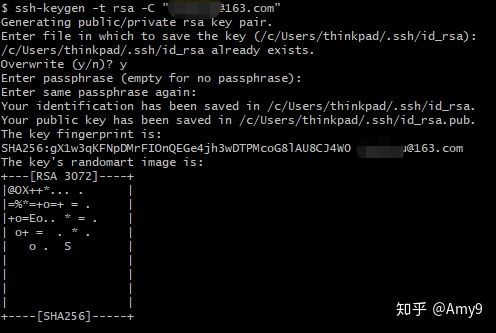 $ ssh-keygen -t rsa -C "@163.com"
Generating public/private rsa key pair.
Enter file in which to save the key (/c/Users/thinkpad/.ssh/id_rsa):
/c/Users/thinkpad/.ssh/id_rsa already exists.
Overwrite (y/n)? y
Enter passphrase (empty for no passphrase):
Enter same passphrase again:
Your identification has been saved in /c/Users/thinkpad/.ssh/id_rsa.
Your public key has been saved in /c/Users/thinkpad/.ssh/id_rsa.pub.
The key fingerprint is:
SHA256:gX1w3qKFNpDMrFIOnQEGe4jh3wDTPMcoG8lAU8CJ4W0 u@163.com
The key's randomart image is:
+---[RSA 3072]----+
|@OX++*... .      |
|=%*=+o+= = .     |
|+o=Eo.. * = .    |
| o+ =  . * .     |
|   o .  S        |
|                 |
|                 |
|                 |
|                 |
+----[SHA256]-----+
知乎 @Amy9